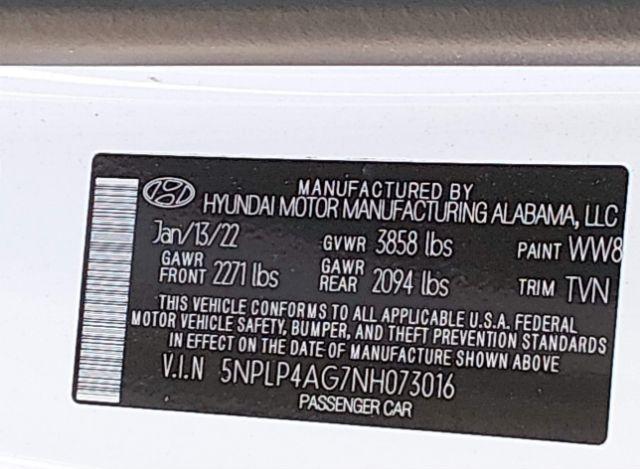 MANUFACTURED BY
HYUNDAI MOTOR MANUFACTURING ALABAMA, LLC
Jan/13/22 GVWR 3858 lbs PAINT WW8
GAWR FRONT 2271 lbs GAWR REAR 2094 lbs TRIM TVN
THIS VEHICLE CONFORMS TO ALL APPLICABLE U.S.A. FEDERAL
MOTOR VEHICLE SAFETY, BUMPER, AND THEFT PREVENTION STANDARDS
IN EFFECT ON THE DATE OF MANUFACTURE SHOWN ABOVE
V.I.N 5NPLP4AG7NH073016
PASSENGER CAR